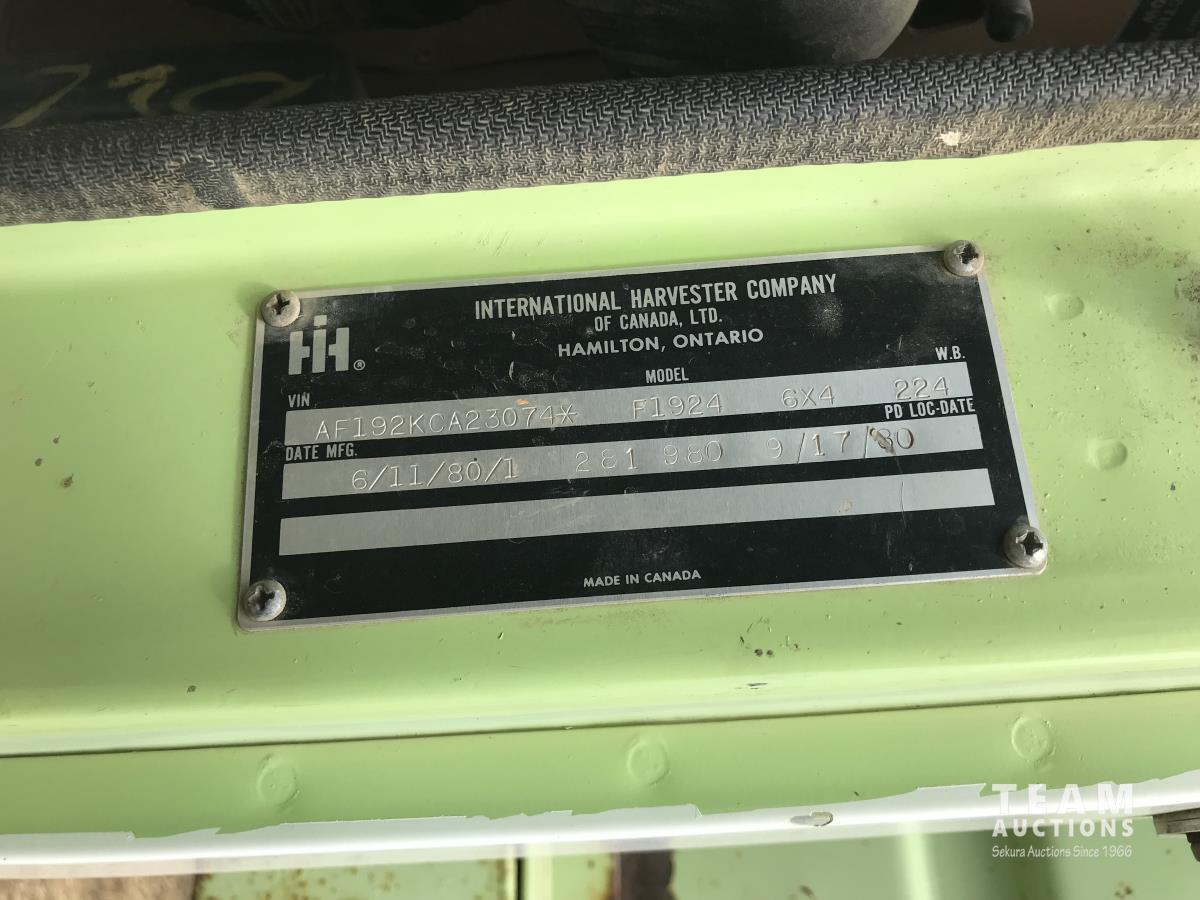 INTERNATIONAL HARVESTER COMPANY
OF CANADA, LTD.
HAMILTON, ONTARIO
IH®
VIN MODEL W.B.
AF192KCA23074* F1924 6X4 224
DATE MFG. PD LOC-DATE
6/11/80/1 281 980 9/17/80
MADE IN CANADA
TEAM
AUCTIONS
Sekura Auctions Since 1966